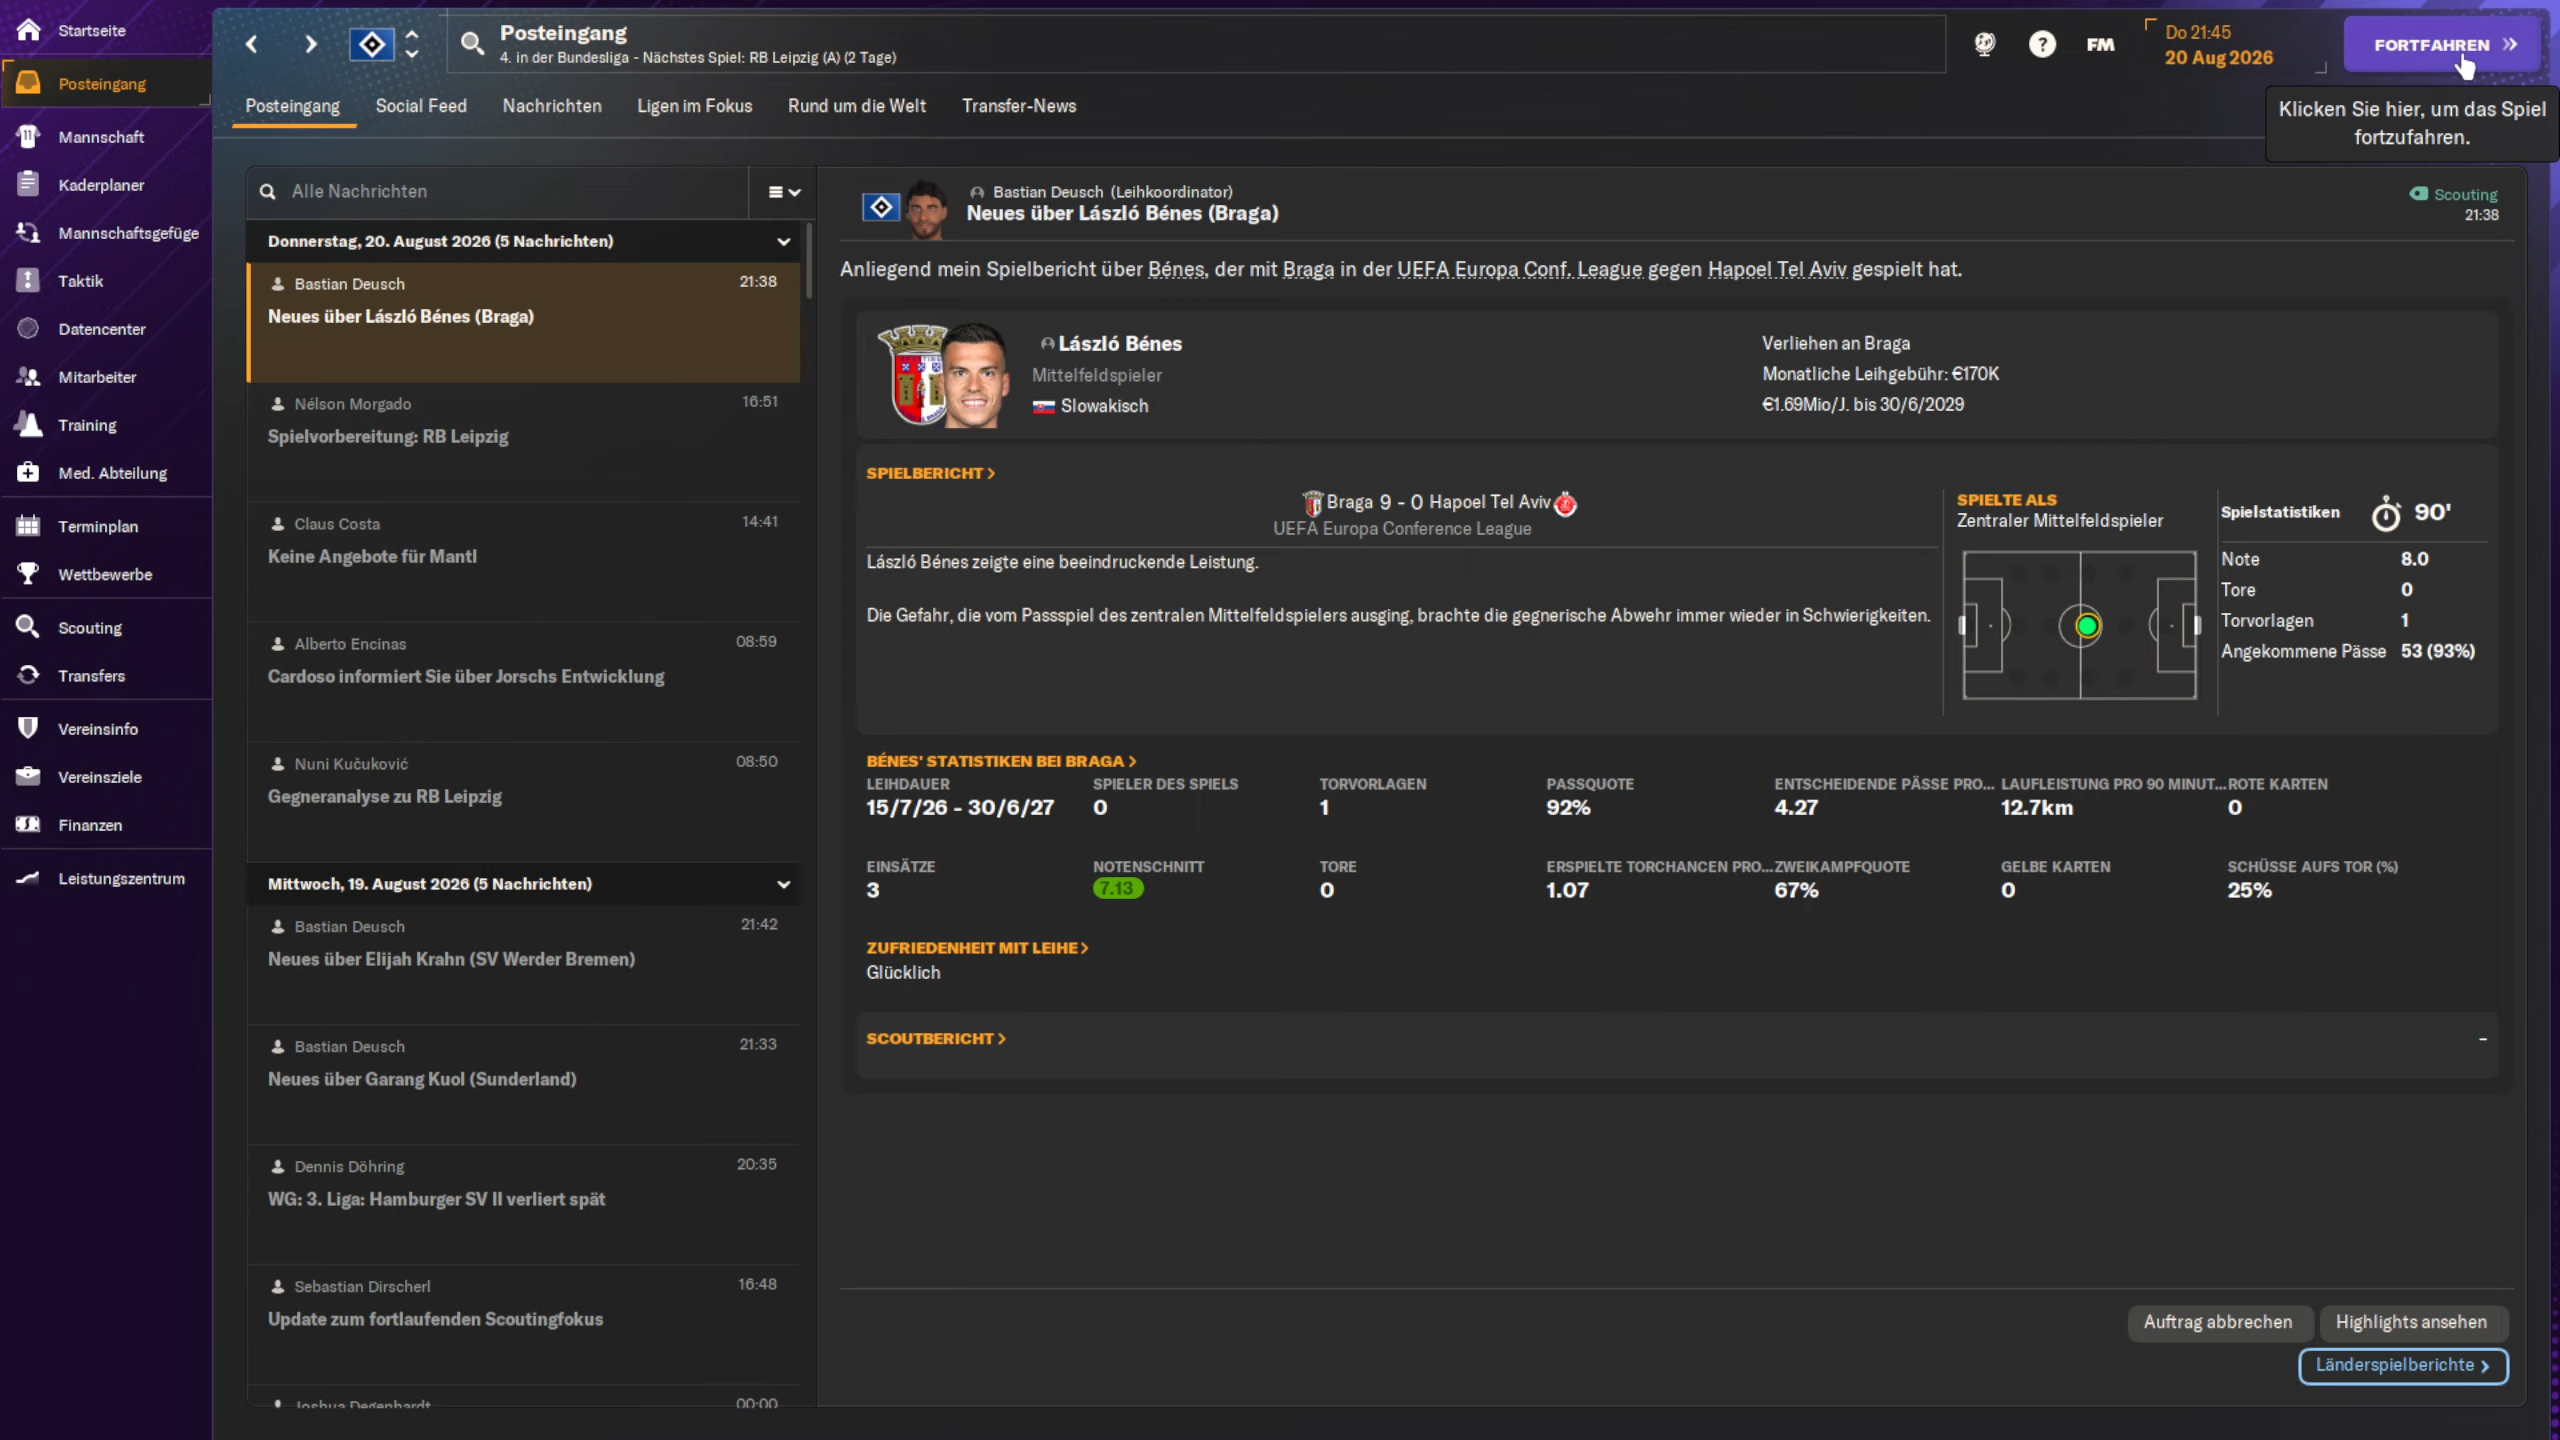 Startseite
Posteingang
Mannschaft
Kaderplaner
Mannschaftsgefüge
Taktik
Datencenter
Mitarbeiter
Training
Med. Abteilung
Terminplan
Wettbewerbe
Scouting
Transfers
Vereinsinfo
Vereinsziele
Finanzen
Leistungszentrum
Posteingang
4. in der Bundesliga - Nächstes Spiel: RB Leipzig (A) (2 Tage)
FM
Do 21:45
20 Aug 2026
FORTFAHREN
Klicken Sie hier, um das Spiel
fortzufahren.
Posteingang Social Feed Nachrichten Ligen im Fokus Rund um die Welt Transfer-News
Alle Nachrichten
Donnerstag, 20. August 2026 (5 Nachrichten)
Bastian Deusch 21:38
Neues über László Bénes (Braga)
Nélson Morgado 16:51
Spielvorbereitung: RB Leipzig
Claus Costa 14:41
Keine Angebote für Mantl
Alberto Encinas 08:59
Cardoso informiert Sie über Jorschs Entwicklung
Nuni Kučuković 08:50
Gegneranalyse zu RB Leipzig
Mittwoch, 19. August 2026 (5 Nachrichten)
Bastian Deusch 21:42
Neues über Elijah Krahn (SV Werder Bremen)
Bastian Deusch 21:33
Neues über Garang Kuol (Sunderland)
Dennis Döhring 20:35
WG: 3. Liga: Hamburger SV II verliert spät
Sebastian Dirscherl 16:48
Update zum fortlaufenden Scoutingfokus
Joshua Degenhardt 00:00
Bastian Deusch (Leihkoordinator)
Neues über László Bénes (Braga)
Scouting
21:38
Anliegend mein Spielbericht über Bénes, der mit Braga in der UEFA Europa Conf. League gegen Hapoel Tel Aviv gespielt hat.
László Bénes
Mittelfeldspieler
Slowakisch
Verliehen an Braga
Monatliche Leihgebühr: €170K
€1.69Mio/J. bis 30/6/2029
SPIELBERICHT >
Braga 9 - 0 Hapoel Tel Aviv
UEFA Europa Conference League
László Bénes zeigte eine beeindruckende Leistung.
Die Gefahr, die vom Passspiel des zentralen Mittelfeldspielers ausging, brachte die gegnerische Abwehr immer wieder in Schwierigkeiten.
SPIELTE ALS
Zentraler Mittelfeldspieler
Spielstatistiken 90'
Note 8.0
Tore 0
Torvorlagen 1
Angekommene Pässe 53 (93%)
BÉNES' STATISTIKEN BEI BRAGA >
LEIHDAUER SPIELER DES SPIELS TORVORLAGEN PASSQUOTE ENTSCHEIDENDE PÄSSE PRO... LAUFLEISTUNG PRO 90 MINUT... ROTE KARTEN
15/7/26 - 30/6/27 0 1 92% 4.27 12.7km 0
EINSÄTZE NOTENSCHNITT TORE ERSPIELTE TORCHANCEN PRO... ZWEIKAMPFQUOTE GELBE KARTEN SCHÜSSE AUFS TOR (%)
3 7.13 0 1.07 67% 0 25%
ZUFRIEDENHEIT MIT LEIHE >
Glücklich
SCOUTBERICHT > -
Auftrag abbrechen Highlights ansehen
Länderspielberichte >